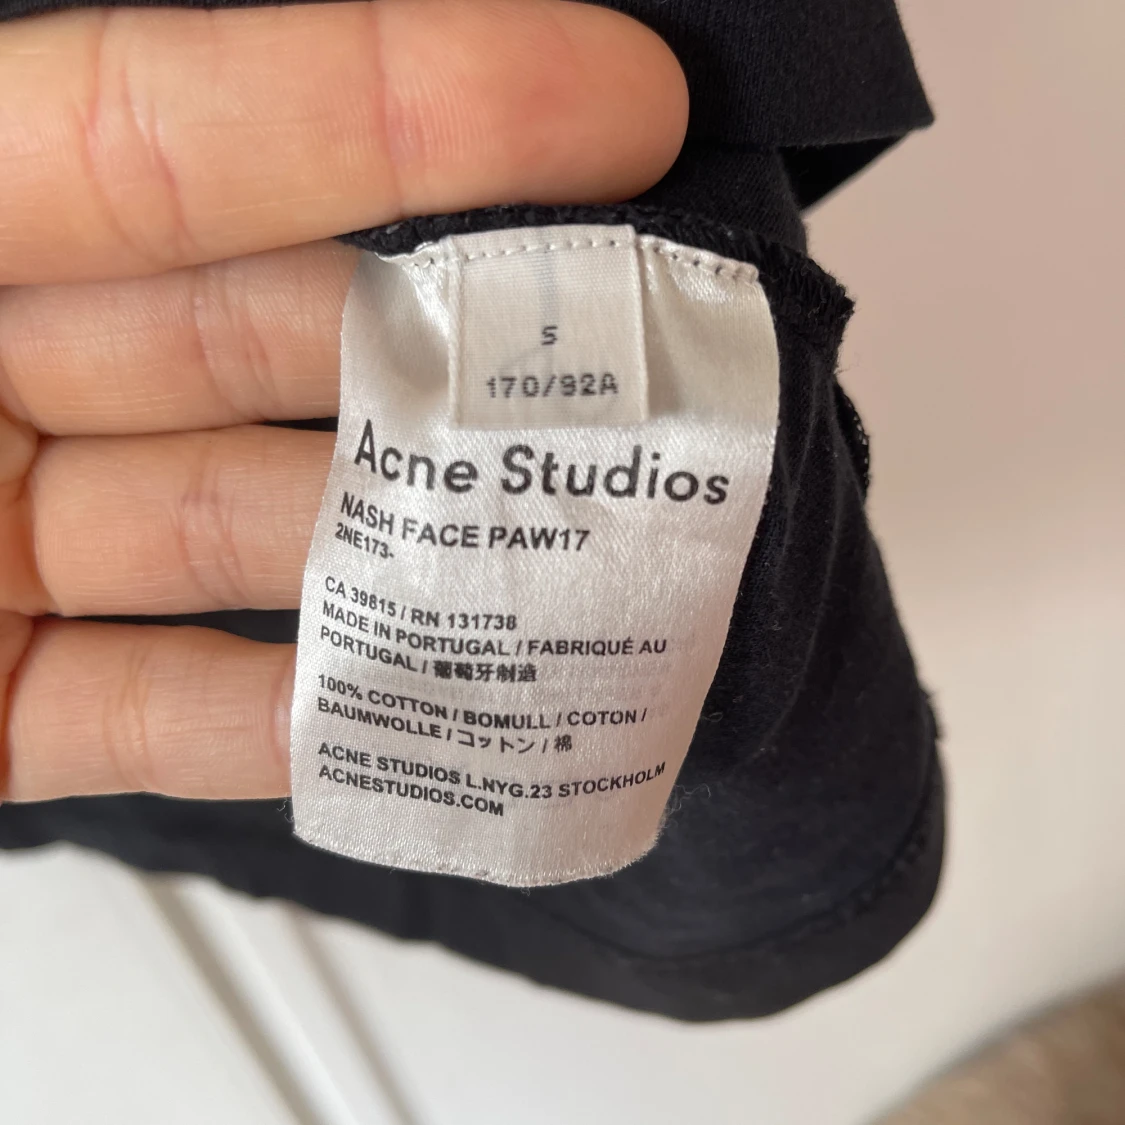 S
170/92A
Acne Studios
NASH FACE PAW17
2NE173-
CA 39815 / RN 131738
MADE IN PORTUGAL / FABRIQUÉ AU
PORTUGAL / 葡萄牙制造
100% COTTON / BOMULL / COTON /
BAUMWOLLE / コットン / 棉
ACNE STUDIOS L.NYG.23 STOCKHOLM
ACNESTUDIOS.COM